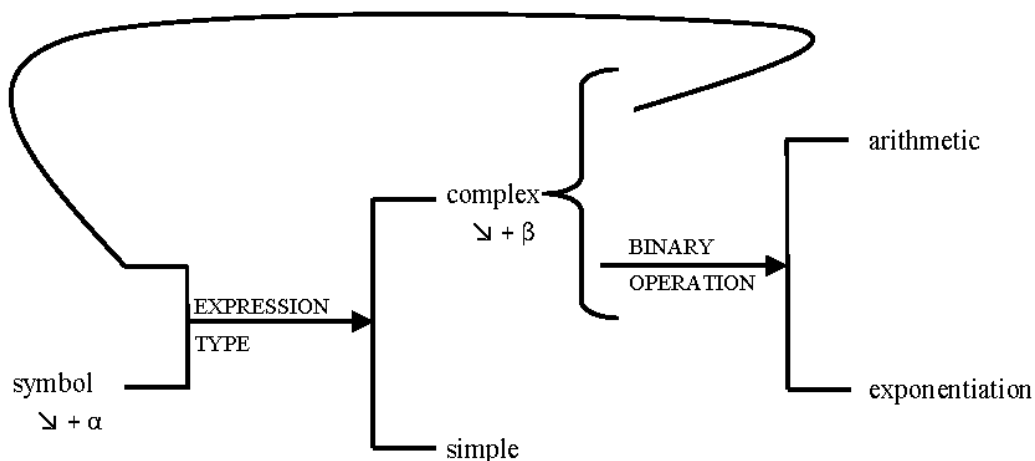 arithmetic
complex
↘ + β
BINARY
OPERATION
EXPRESSION
TYPE
symbol
↘ + α
exponentiation
simple